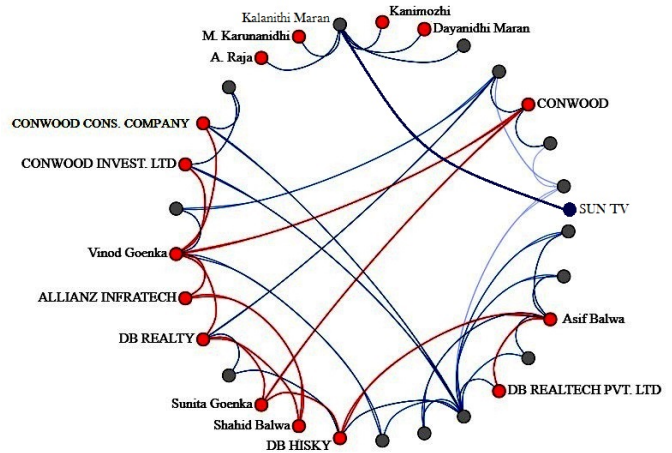 Kalanithi Maran
Kanimozhi
M. Karunanidhi
Dayanidhi Maran
A. Raja
CONWOOD
CONWOOD CONS. COMPANY
CONWOOD INVEST. LTD
SUN TV
Vinod Goenka
ALLIANZ INFRATECH
Asif Balwa
DB REALTY
DB REALTECH PVT. LTD
Sunita Goenka
Shahid Balwa
DB HISKY